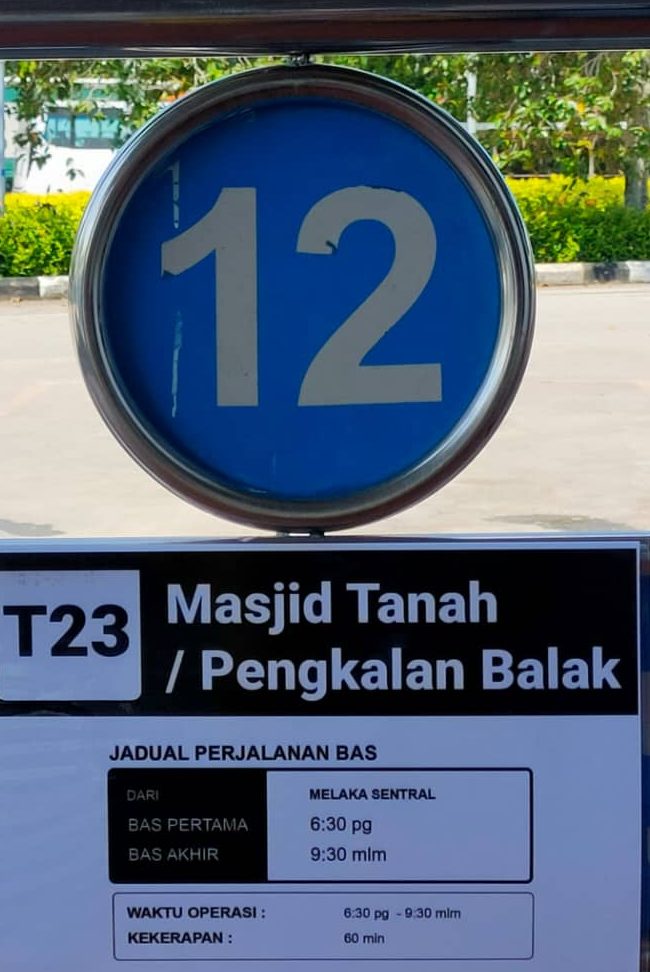 12
T23
Masjid Tanah
/ Pengkalan Balak
JADUAL PERJALANAN BAS
DARI MELAKA SENTRAL
BAS PERTAMA 6:30 pg
BAS AKHIR 9:30 mlm
WAKTU OPERASI : 6:30 pg - 9:30 mlm
KEKERAPAN : 60 min